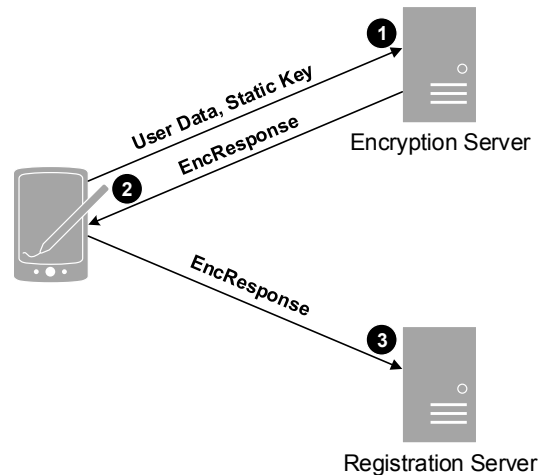 1
User Data, Static Key
Encryption Server
EncResponse
2
EncResponse
3
Registration Server